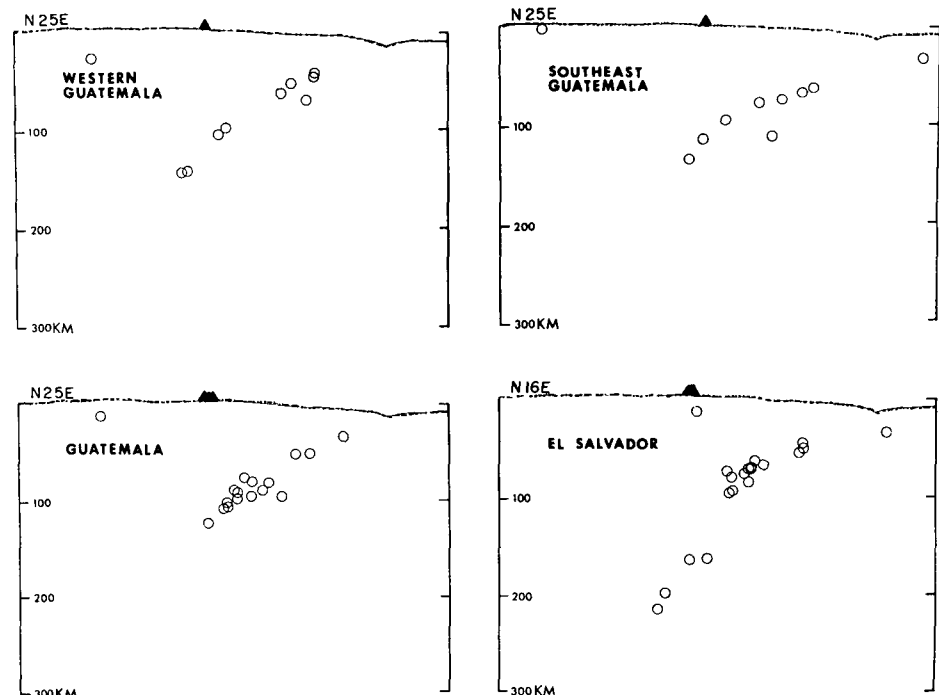 N25E
WESTERN
GUATEMALA
100
200
300KM
N25E
SOUTHEAST
GUATEMALA
100
200
300KM
N25E
GUATEMALA
100
200
300KM
N16E
EL SALVADOR
100
200
300KM